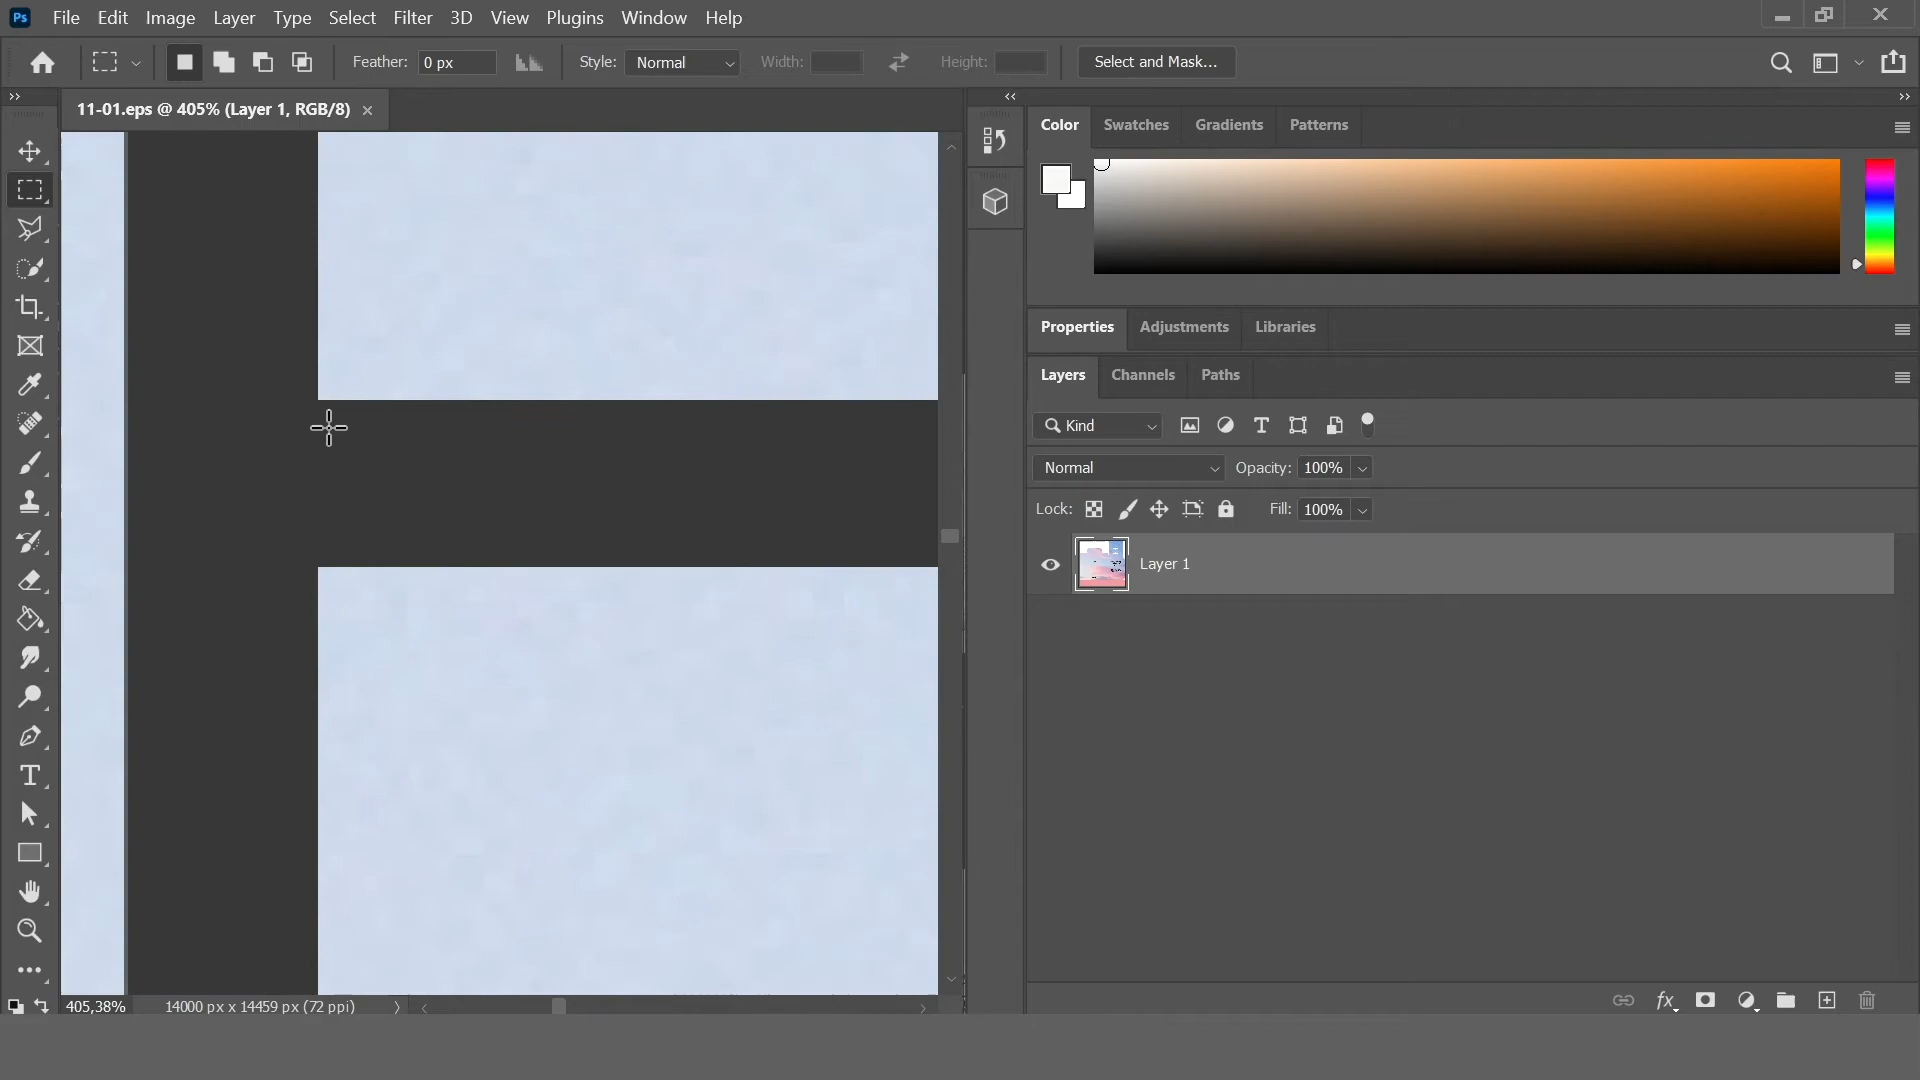 Ps File Edit Image Layer Type Select Filter 3D View Plugins Window Help
Feather: 0 px Style: Normal Width: Height: Select and Mask...
11-01.eps @ 405% (Layer 1, RGB/8)
Color Swatches Gradients Patterns
Properties Adjustments Libraries
Layers Channels Paths
Kind
Normal Opacity: 100%
Lock: Fill: 100%
Layer 1
405,38% 14000 px x 14459 px (72 ppi)
fx